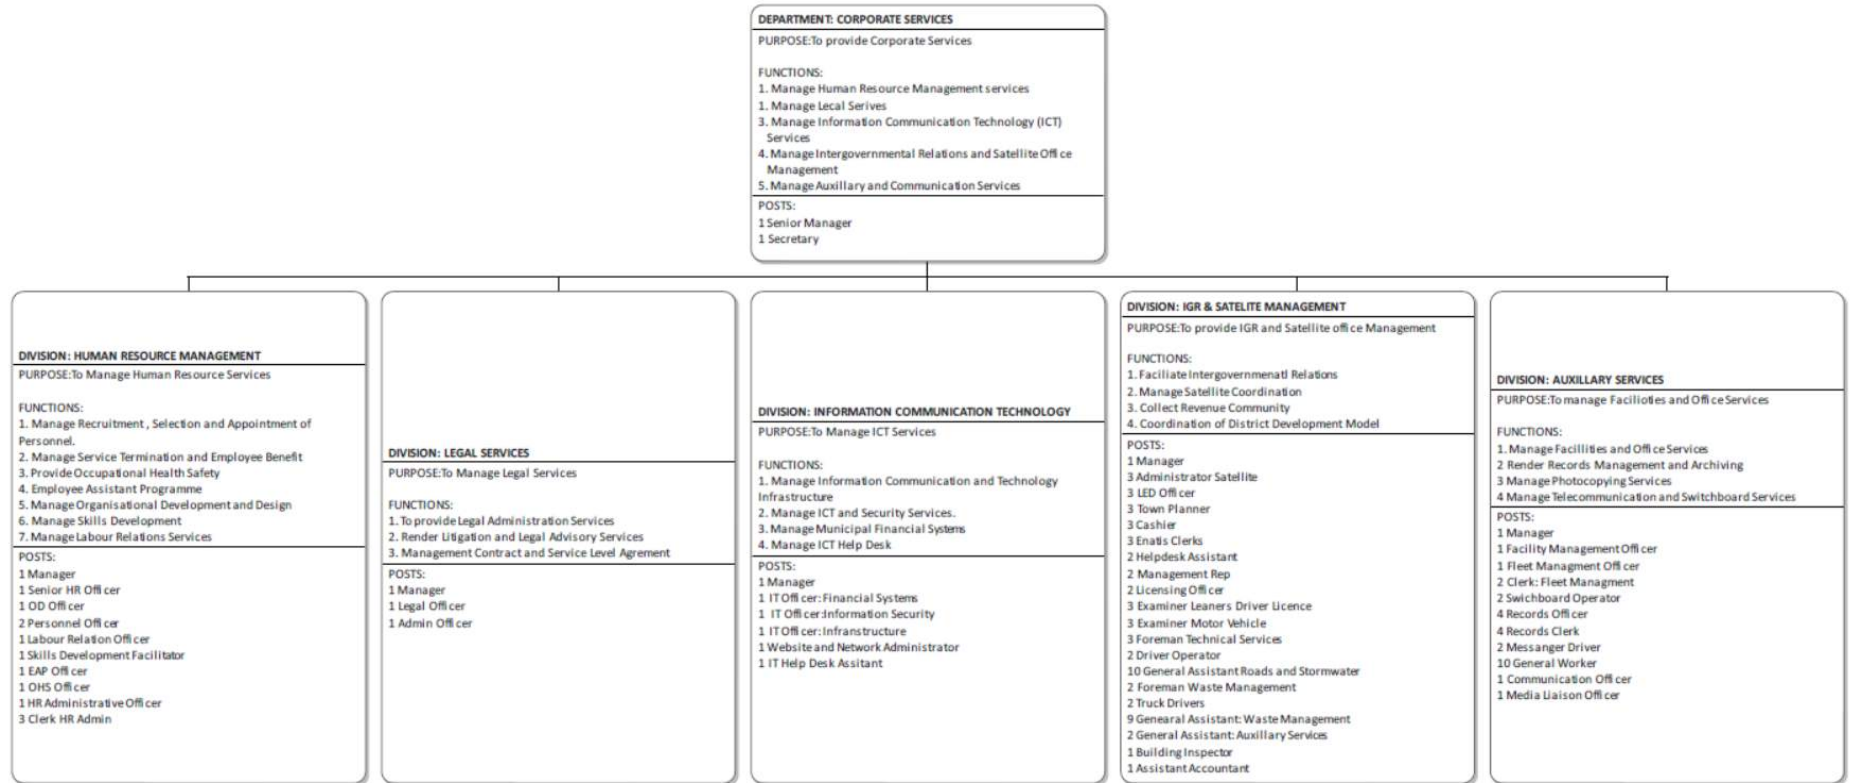 DEPARTMENT: CORPORATE SERVICES
PURPOSE:To provide Corporate Services
FUNCTIONS:
1. Manage Human Resource Management services
1. Manage Lecal Serives
3. Manage Information Communication Technology (ICT)
Services
4. Manage Intergovernmental Relations and Satellite Office
Management
5. Manage Auxillary and Communication Services
POSTS:
1 Senior Manager
1 Secretary
DIVISION: HUMAN RESOURCE MANAGEMENT
PURPOSE:To Manage Human Resource Services
FUNCTIONS:
1. Manage Recruitment , Selection and Appointment of
Personnel.
2. Manage Service Termination and Employee Benefit
3. Provide Occupational Health Safety
4. Employee Assistant Programme
5. Manage Organisational Development and Design
6. Manage Skills Development
7. Manage Labour Relations Services
POSTS:
1 Manager
1 Senior HR Officer
1 OD Officer
2 Personnel Officer
1 Labour Relation Officer
1 Skills Development Facilitator
1 EAP Officer
1 OHS Officer
1 HR Administrative Officer
3 Clerk HR Admin
DIVISION: LEGAL SERVICES
PURPOSE:To Manage Legal Services
FUNCTIONS:
1. To provide Legal Administration Services
2. Render Litigation and Legal Advisory Services
3. Management Contract and Service Level Agrement
POSTS:
1 Manager
1 Legal Officer
1 Admin Officer
DIVISION: INFORMATION COMMUNICATION TECHNOLOGY
PURPOSE:To Manage ICT Services
FUNCTIONS:
1. Manage Information Communication and Technology
Infrastructure
2. Manage ICT and Security Services.
3. Manage Municipal Financial Systems
4. Manage ICT Help Desk
POSTS:
1 Manager
1 IT Officer: Financial Systems
1 IT Officer:Information Security
1 IT Officer: Infranstructure
1 Website and Network Administrator
1 IT Help Desk Assitant
DIVISION: IGR & SATELITE MANAGEMENT
PURPOSE:To provide IGR and Satellite office Management
FUNCTIONS:
1. Faciliate Intergovernmenatl Relations
2. Manage Satellite Coordination
3. Collect Revenue Community
4. Coordination of District Development Model
POSTS:
1 Manager
3 Administrator Satellite
3 LED Officer
3 Town Planner
3 Cashier
3 Enatis Clerks
2 Helpdesk Assistant
2 Management Rep
2 Licensing Officer
3 Examiner Leaners Driver Licence
3 Examiner Motor Vehicle
3 Foreman Technical Services
2 Driver Operator
10 General Assistant Roads and Stormwater
2 Foreman Waste Management
2 Truck Drivers
9 Genearal Assistant: Waste Management
2 General Assistant: Auxillary Services
1 Building Inspector
1 Assistant Accountant
DIVISION: AUXILLARY SERVICES
PURPOSE:To manage Facilioties and Office Services
FUNCTIONS:
1. Manage Facillities and Office Services
2 Render Records Management and Archiving
3 Manage Photocopying Services
4 Manage Telecommunication and Switchboard Services
POSTS:
1 Manager
1 Facility Management Officer
1 Fleet Managment Officer
2 Clerk: Fleet Managment
2 Swichboard Operator
4 Records Officer
4 Records Clerk
2 Messanger Driver
10 General Worker
1 Communication Officer
1 Media Liaison Officer